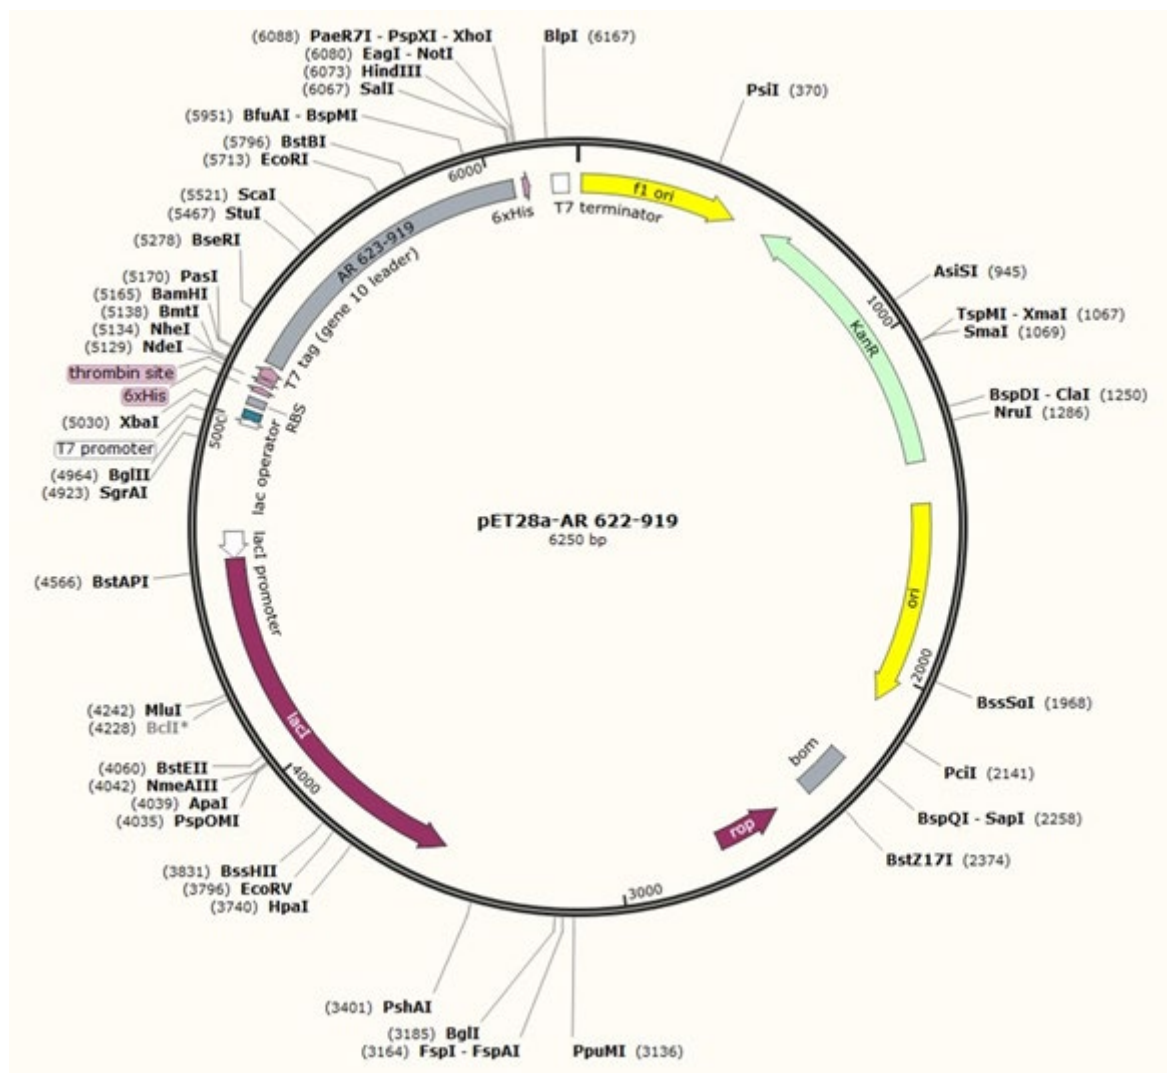 (6088) PaeR7I - PspXI - XhoI
(6080) EagI - NotI
(6073) HindIII
(6067) SalI
(5951) BfuAI - BspMI
(5796) BstBI
(5713) EcoRI
(5521) ScaI
(5467) StuI
(5278) BseRI
(5170) PasI
(5165) BamHI
(5138) BmtI
(5134) NheI
(5129) NdeI
thrombin site
6xHis
(5030) XbaI
T7 promoter
(4964) BglII
(4923) SgrAI
(4566) BstAPI
(4242) MluI
(4228) BclI*
(4060) BstEII
(4042) NmeAIII
(4039) ApaI
(4035) PspOMI
(3831) BssHII
(3796) EcoRV
(3740) HpaI
(3401) PshAI
(3185) BglI
(3164) FspI - FspAI
PpuMI (3136)
BlpI (6167)
PsiI (370)
AsiSI (945)
TspMI - XmaI (1067)
SmaI (1069)
BspDI - ClaI (1250)
NruI (1286)
BssSαI (1968)
PciI (2141)
BspQI - SapI (2258)
BstZ17I (2374)
6000
1000
2000
3000
4000
5000
f1 ori
KanR
ori
bom
rop
lacI
lacI promoter
lac operator
RBS
T7 tag (gene 10 leader)
AR 623-919
6xHis
T7 terminator
pET28a-AR 622-919
6250 bp